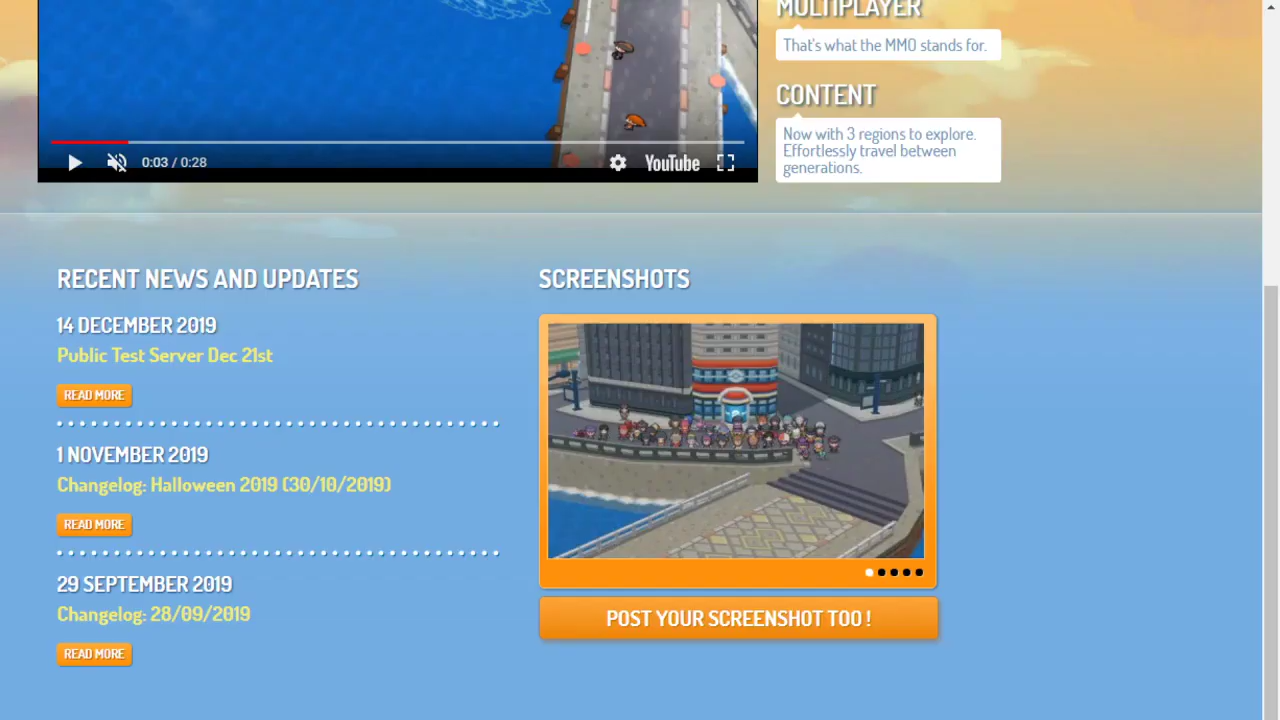 MULTIPLAYER
That's what the MMO stands for.
CONTENT
Now with 3 regions to explore.
Effortlessly travel between
generations.
0:03 / 0:28
YouTube
RECENT NEWS AND UPDATES
14 DECEMBER 2019
Public Test Server Dec 21st
READ MORE
1 NOVEMBER 2019
Changelog: Halloween 2019 (30/10/2019)
READ MORE
29 SEPTEMBER 2019
Changelog: 28/09/2019
READ MORE
SCREENSHOTS
POST YOUR SCREENSHOT TOO !